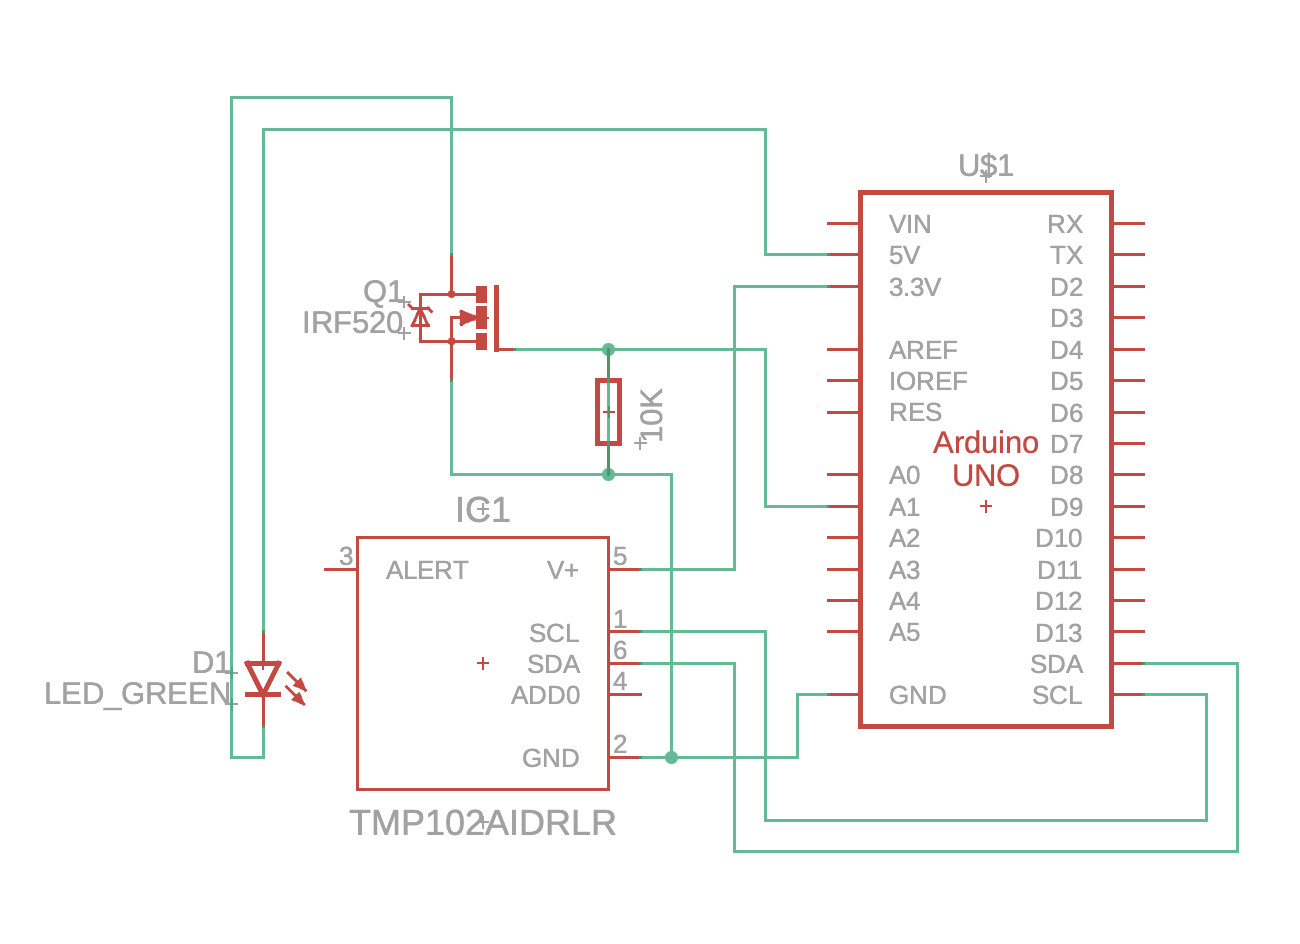 U$1
VIN RX
5V TX
3.3V D2
D3
AREF D4
IOREF D5
RES D6
Arduino D7
UNO
A0 D8
A1 D9
A2 D10
A3 D11
A4 D12
A5 D13
SDA
GND SCL
Q1
IRF520
10K
IC1
3 ALERT V+ 5
SCL 1
SDA 6
ADD0 4
GND 2
TMP102AIDRLR
D1
LED_GREEN